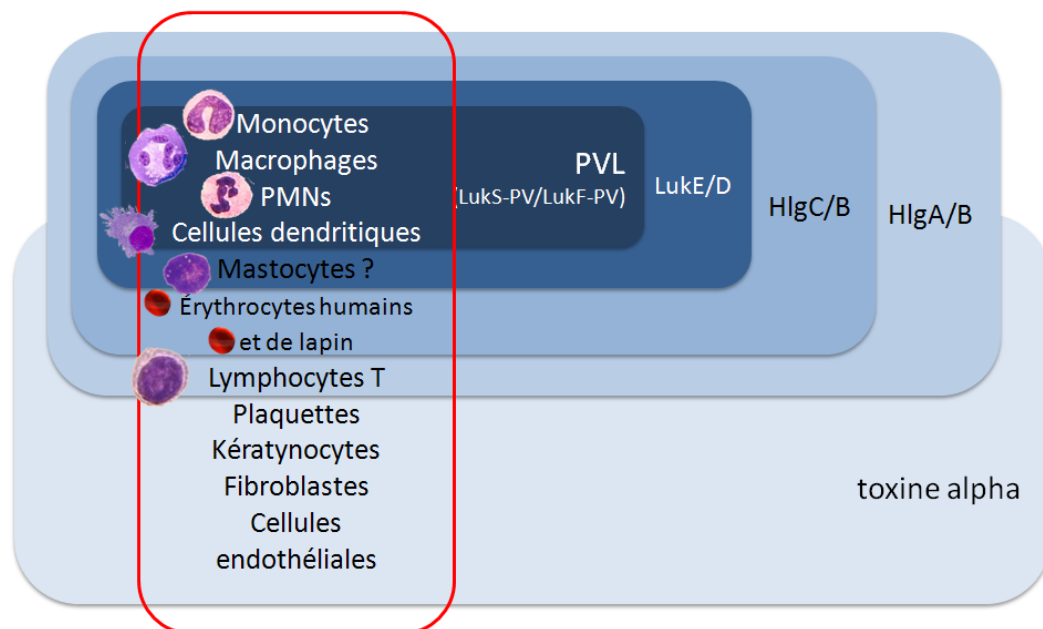 Monocytes
Macrophages
PMNs
Cellules dendritiques
Mastocytes ?
Érythrocytes humains
et de lapin
Lymphocytes T
Plaquettes
Kératynocytes
Fibroblastes
Cellules
endothéliales
PVL
(LukS-PV/LukF-PV)
LukE/D
HlgC/B
HlgA/B
toxine alpha